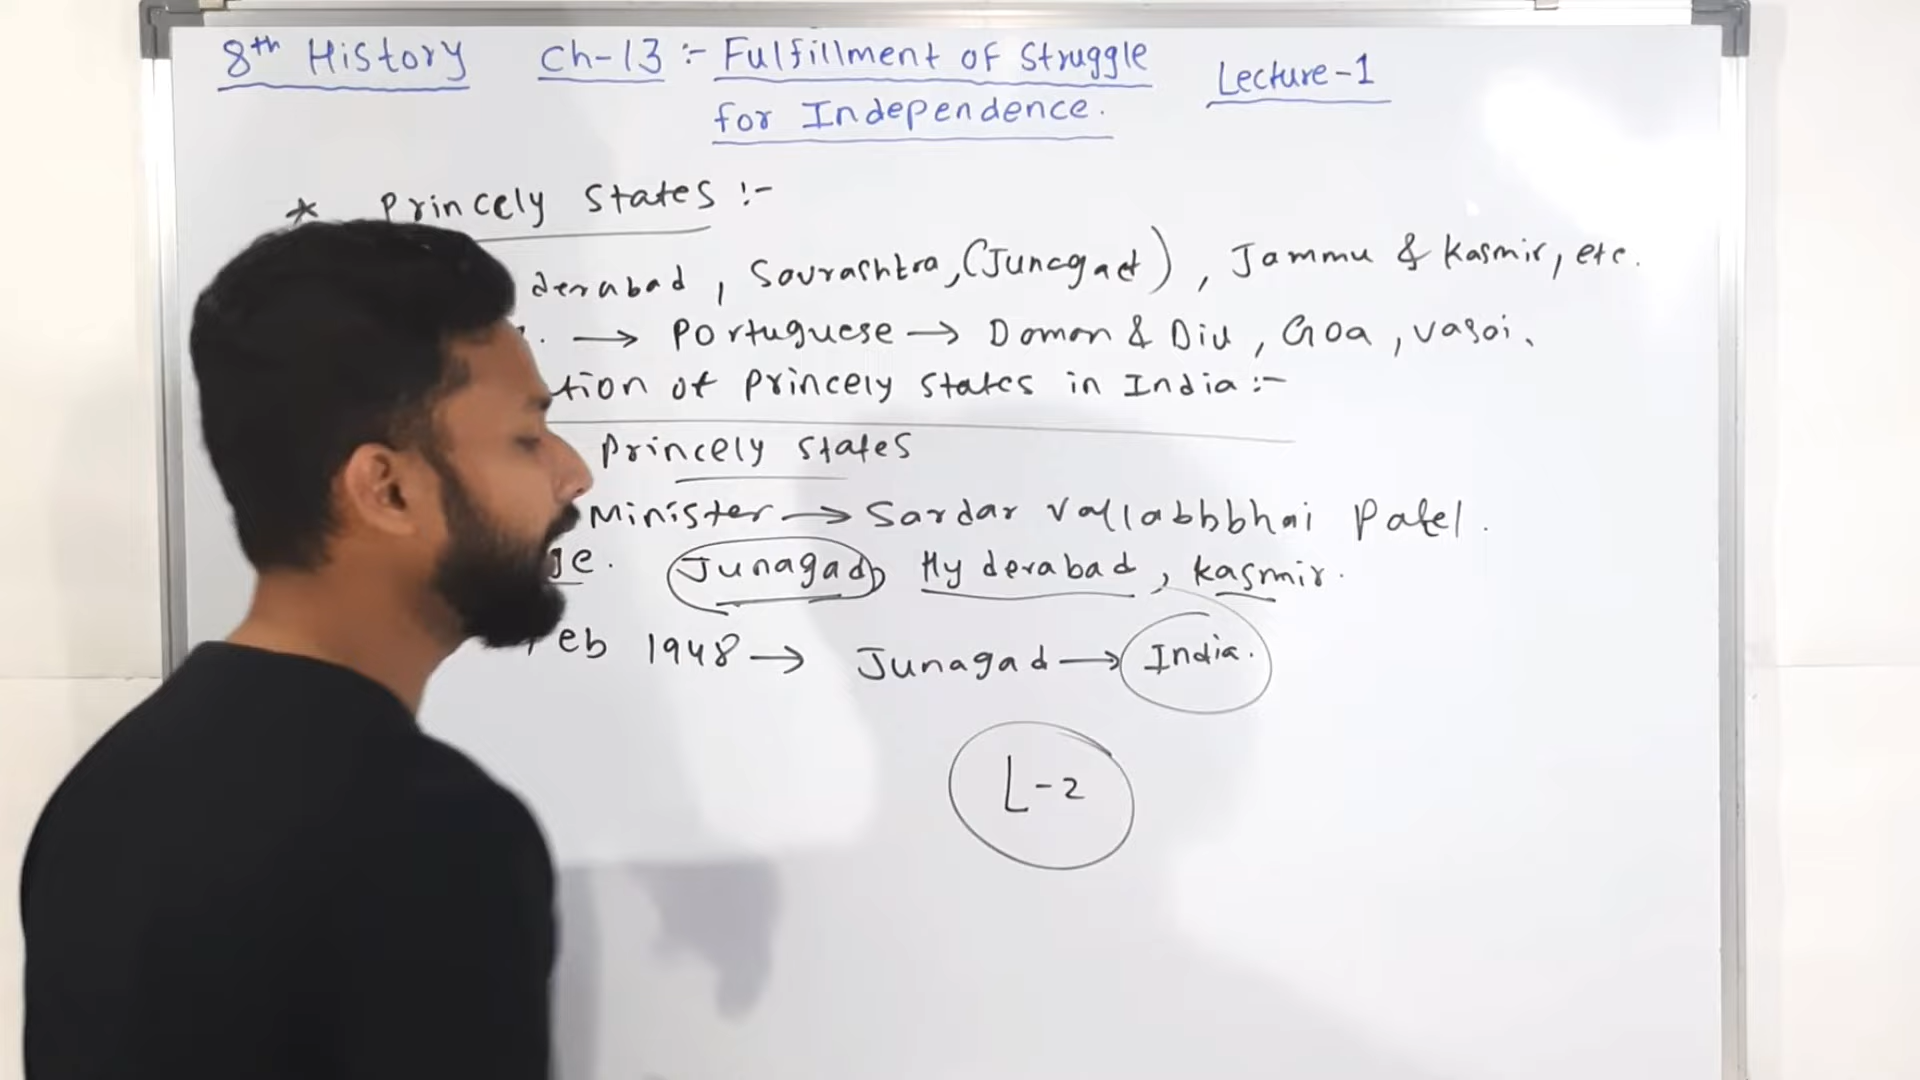 8th History Ch-13 :- Fulfillment of Struggle Lecture-1
for Independence.
* Princely States :-
derabad, Sourashtra, (Junagad), Jammu & Kasmir, etc.
. → Portuguese → Doman & Diu, Goa, vasai.
tion of princely states in India :-
Princely states
Minister → Sardar Vallabbbhai Patel.
ge. Junagad, Hyderabad, kasmir.
Feb 1948 → Junagad → India.
L-2